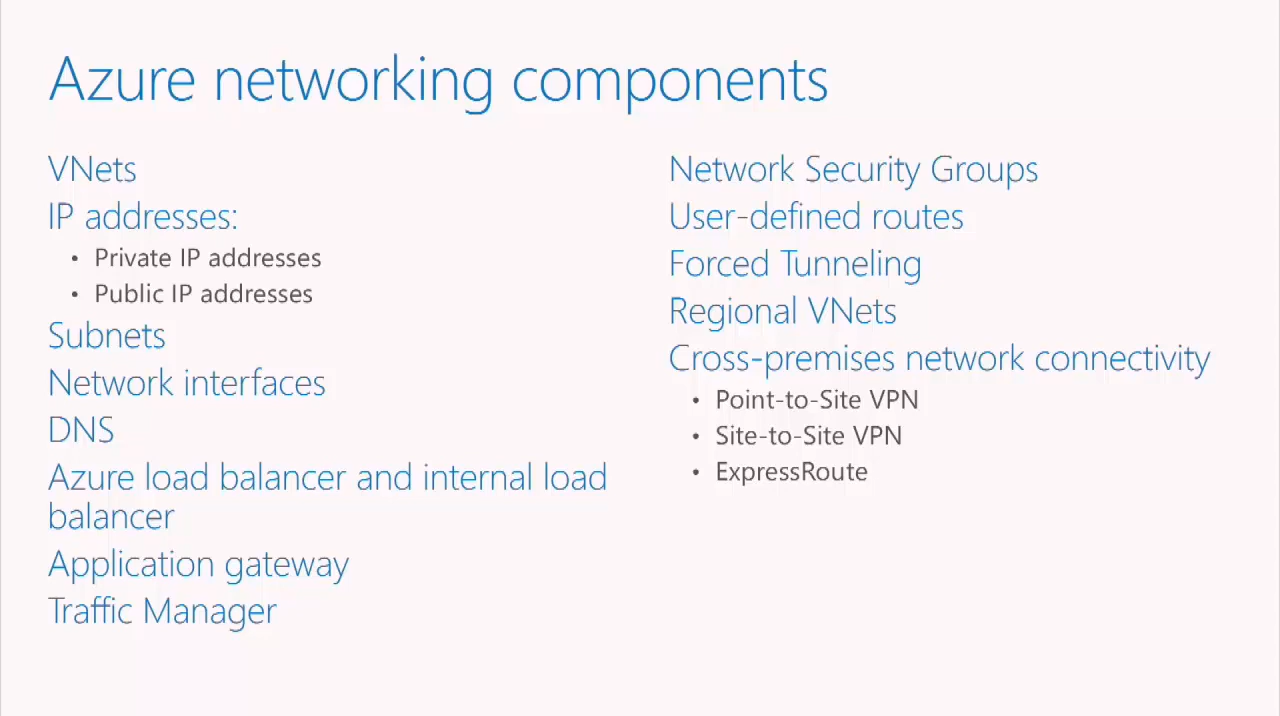 Azure networking components
VNets
IP addresses:
• Private IP addresses
• Public IP addresses
Subnets
Network interfaces
DNS
Azure load balancer and internal load
balancer
Application gateway
Traffic Manager
Network Security Groups
User-defined routes
Forced Tunneling
Regional VNets
Cross-premises network connectivity
• Point-to-Site VPN
• Site-to-Site VPN
• ExpressRoute